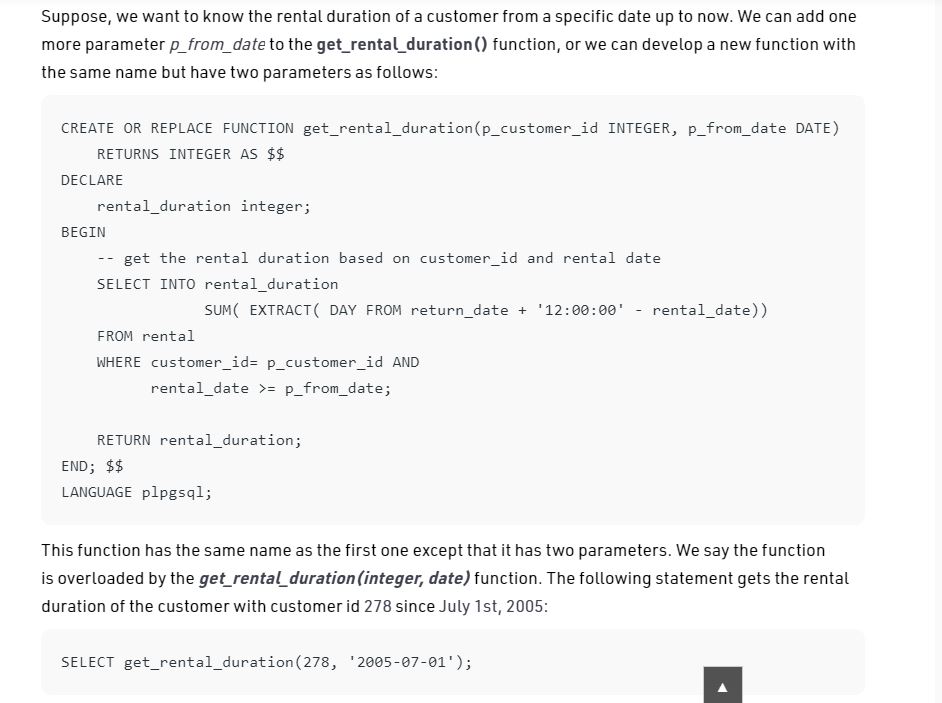 Suppose, we want to know the rental duration of a customer from a specific date up to now. We can add one
more parameter p_from_date to the get_rental_duration() function, or we can develop a new function with
the same name but have two parameters as follows:
CREATE OR REPLACE FUNCTION get_rental_duration(p_customer_id INTEGER, p_from_date DATE)
    RETURNS INTEGER AS $$
DECLARE
    rental_duration integer;
BEGIN
    -- get the rental duration based on customer_id and rental date
    SELECT INTO rental_duration
                SUM( EXTRACT( DAY FROM return_date + '12:00:00' - rental_date))
    FROM rental
    WHERE customer_id= p_customer_id AND
          rental_date >= p_from_date;
    RETURN rental_duration;
END; $$
LANGUAGE plpgsql;
This function has the same name as the first one except that it has two parameters. We say the function
is overloaded by the get_rental_duration(integer, date) function. The following statement gets the rental
duration of the customer with customer id 278 since July 1st, 2005:
SELECT get_rental_duration(278, '2005-07-01');